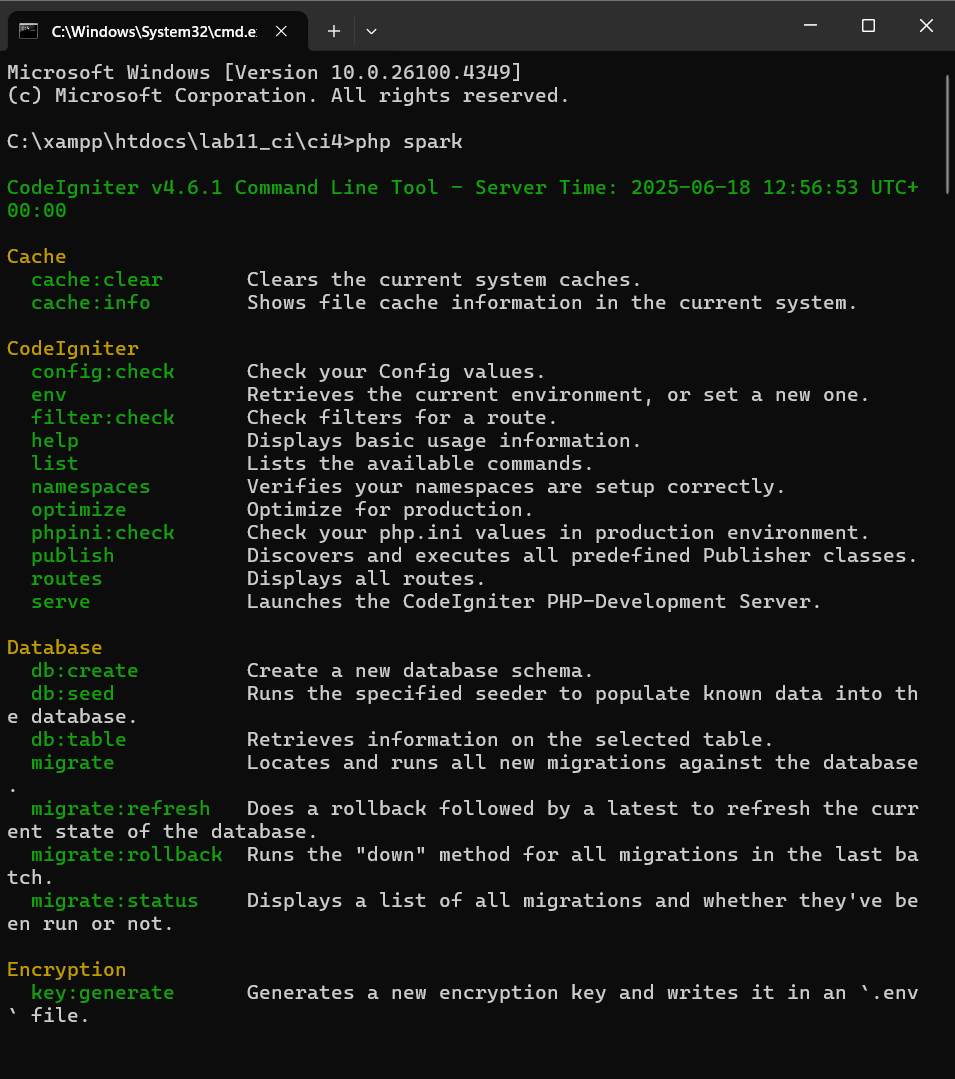 C:\Windows\System32\cmd.e
Microsoft Windows [Version 10.0.26100.4349]
(c) Microsoft Corporation. All rights reserved.
C:\xampp\htdocs\lab11_ci\ci4>php spark
CodeIgniter v4.6.1 Command Line Tool - Server Time: 2025-06-18 12:56:53 UTC+
00:00
Cache
  cache:clear       Clears the current system caches.
  cache:info        Shows file cache information in the current system.
CodeIgniter
  config:check      Check your Config values.
  env               Retrieves the current environment, or set a new one.
  filter:check      Check filters for a route.
  help              Displays basic usage information.
  list              Lists the available commands.
  namespaces        Verifies your namespaces are setup correctly.
  optimize          Optimize for production.
  phpini:check      Check your php.ini values in production environment.
  publish           Discovers and executes all predefined Publisher classes.
  routes            Displays all routes.
  serve             Launches the CodeIgniter PHP-Development Server.
Database
  db:create         Create a new database schema.
  db:seed           Runs the specified seeder to populate known data into th
e database.
  db:table          Retrieves information on the selected table.
  migrate           Locates and runs all new migrations against the database
.
  migrate:refresh   Does a rollback followed by a latest to refresh the curr
ent state of the database.
  migrate:rollback  Runs the "down" method for all migrations in the last ba
tch.
  migrate:status    Displays a list of all migrations and whether they've be
en run or not.
Encryption
  key:generate      Generates a new encryption key and writes it in an `.env
` file.